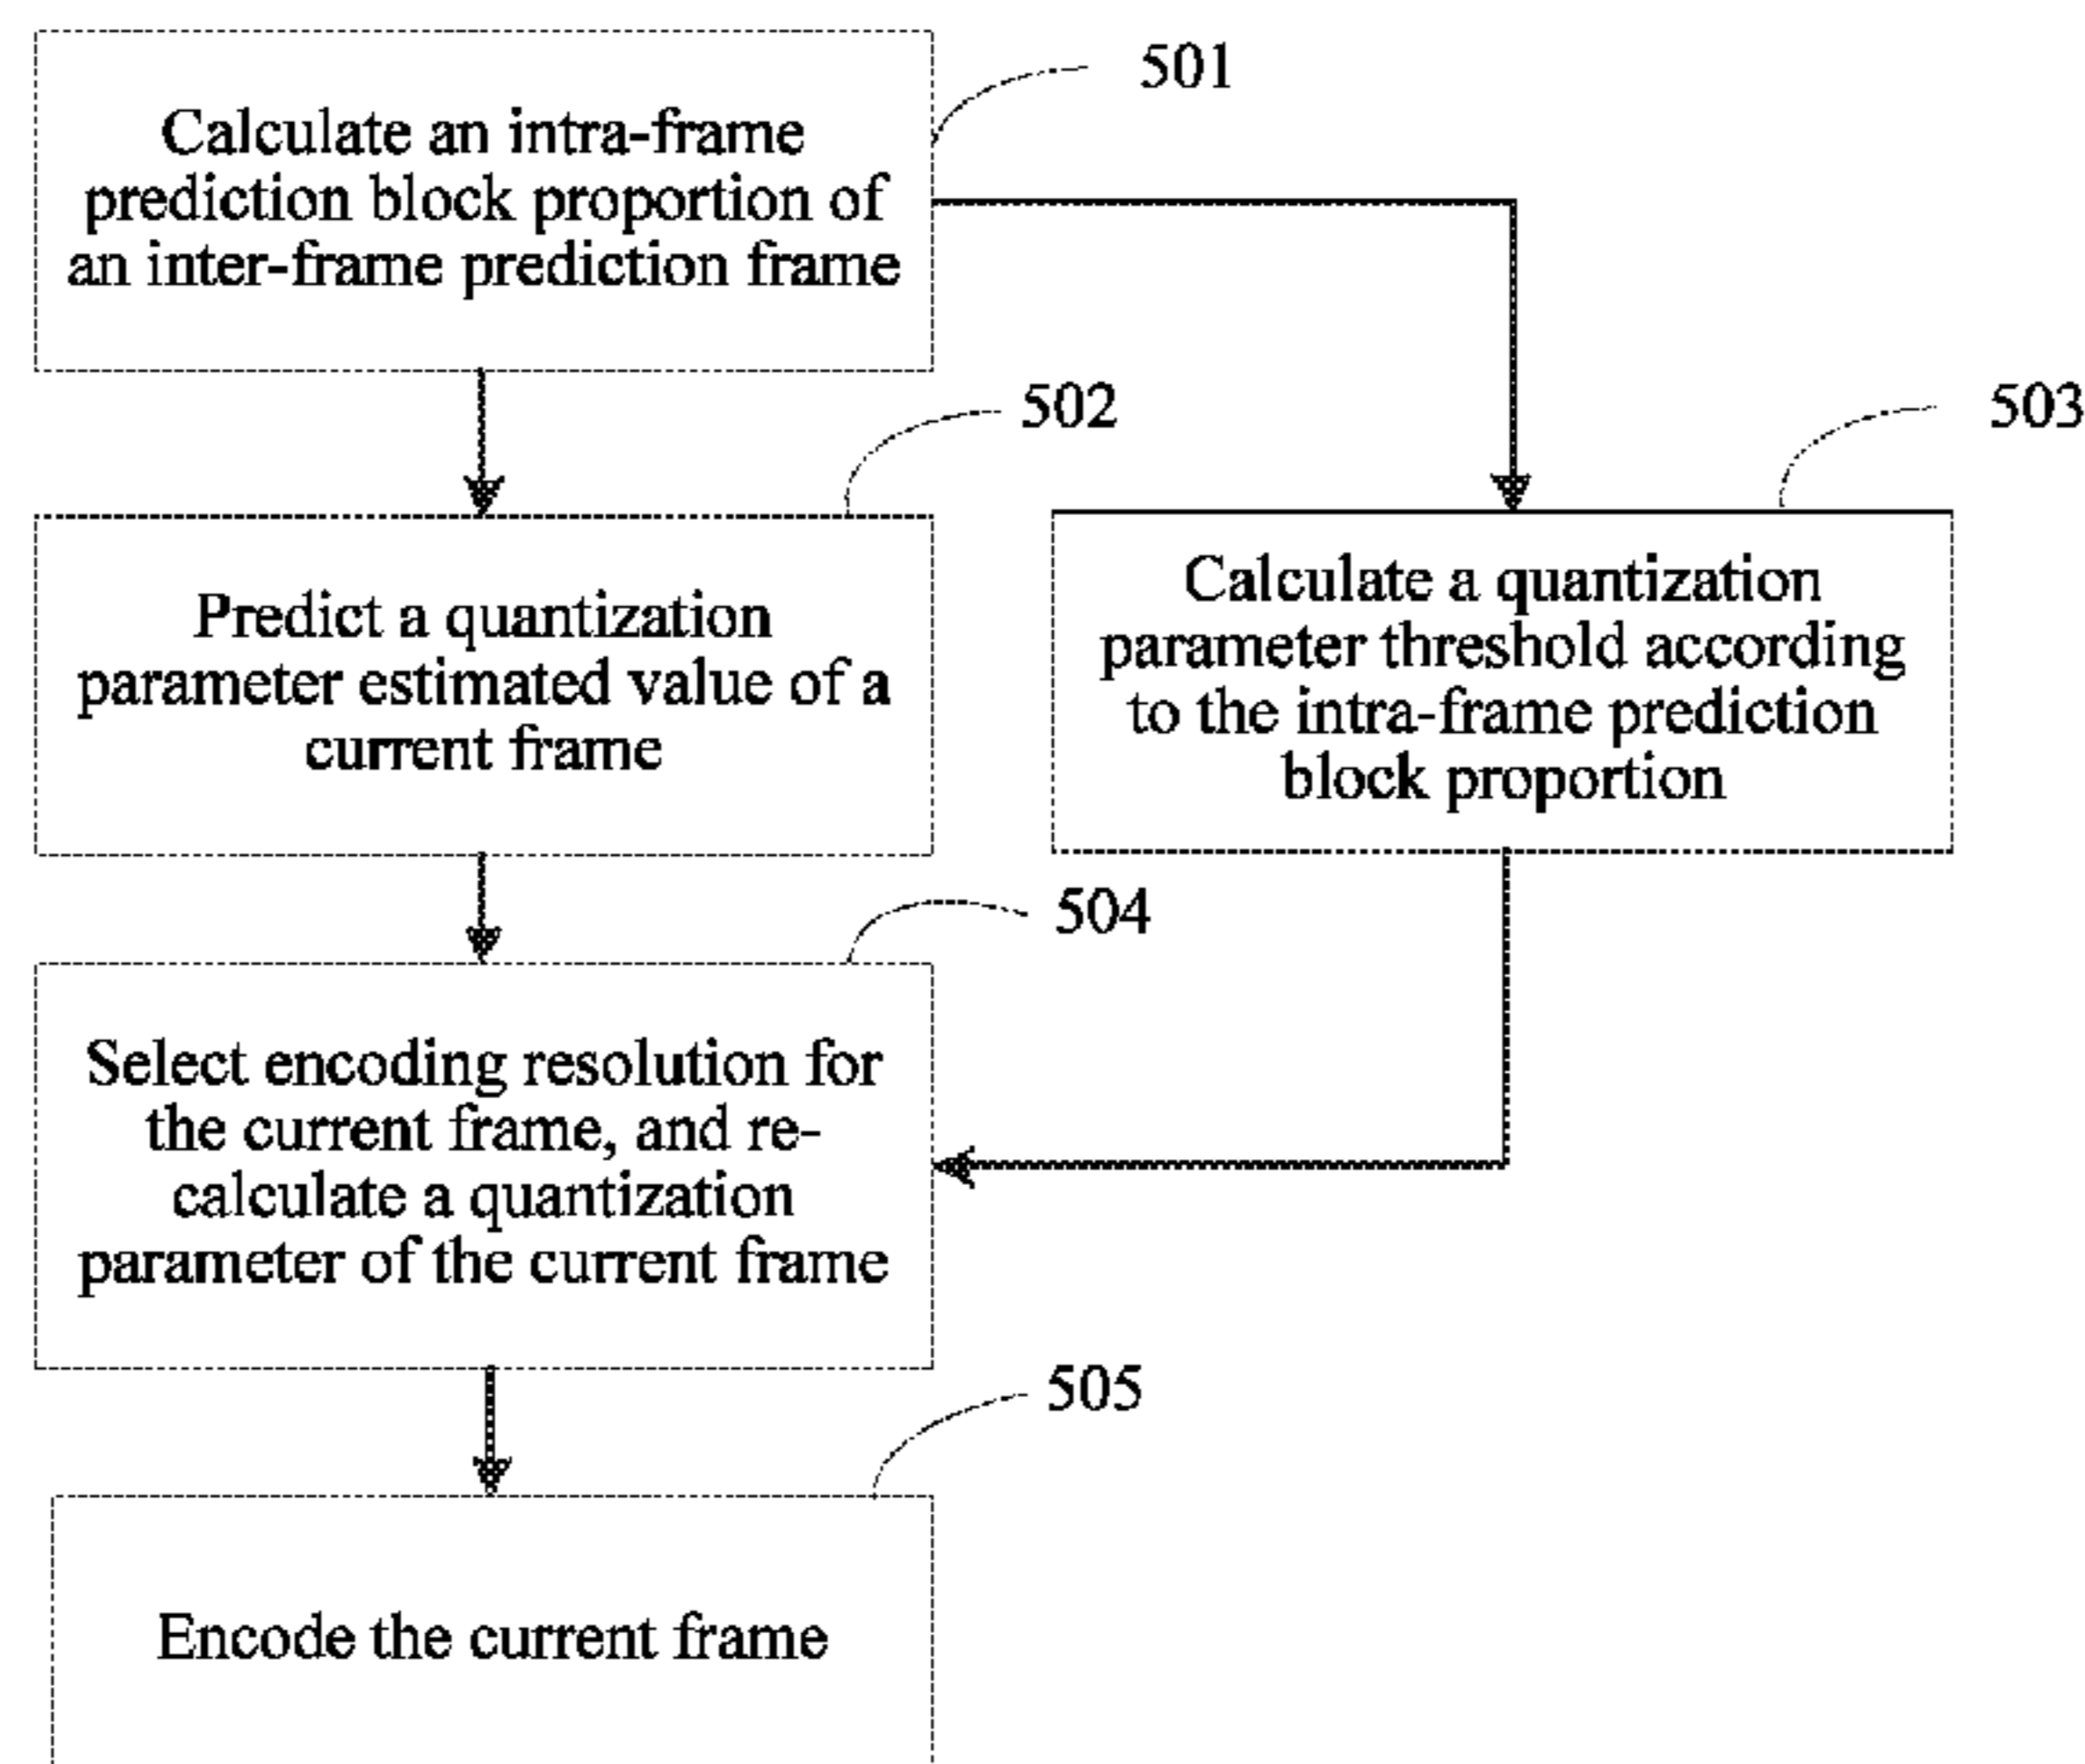 501
Calculate an intra-frame
prediction block proportion of
an inter-frame prediction frame
502
503
Predict a quantization
parameter estimated value of a
current frame
Calculate a quantization
parameter threshold according
to the intra-frame prediction
block proportion
504
Select encoding resolution for
the current frame, and re-
calculate a quantization
parameter of the current frame
505
Encode the current frame